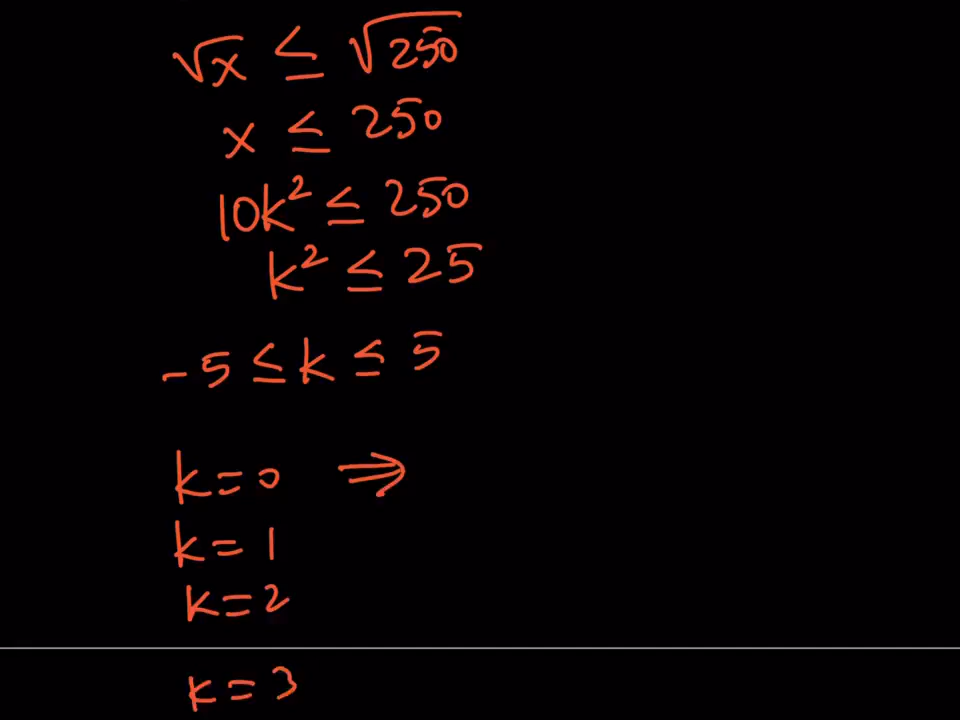 √x ≤ √250
x ≤ 250
10k² ≤ 250
k² ≤ 25
-5 ≤ k ≤ 5
k = 0 ⇒
k = 1
k = 2
k = 3